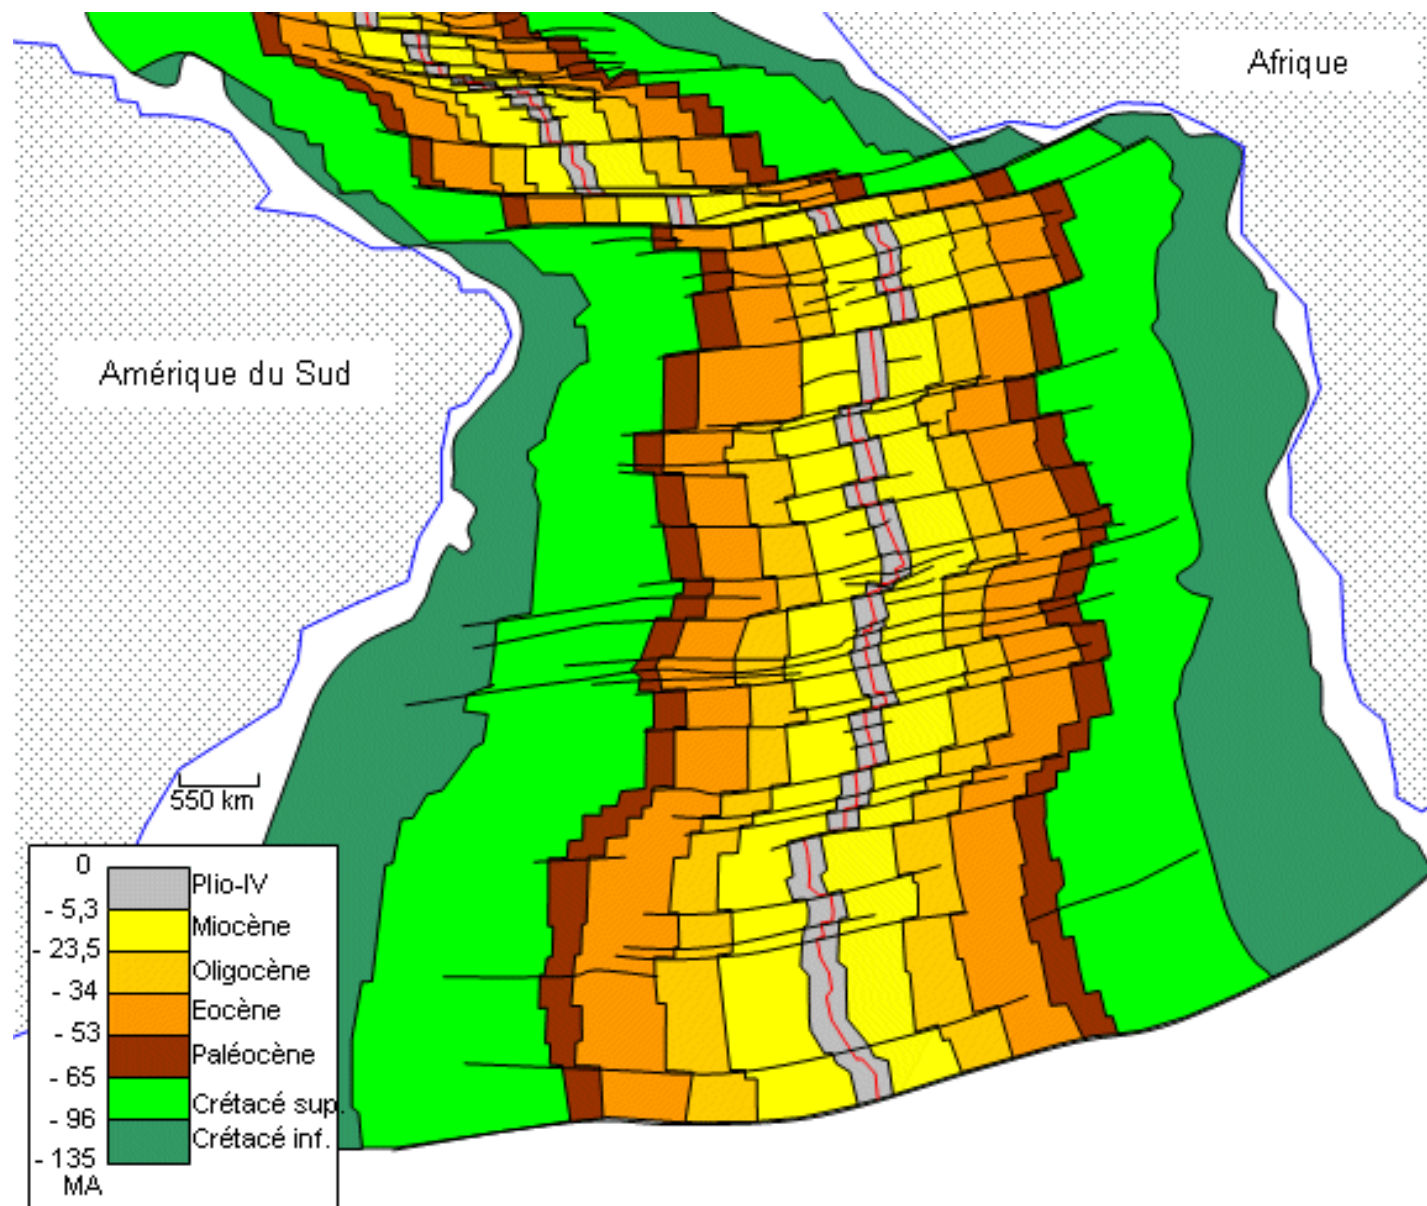 Afrique
Amérique du Sud
550 km
0
Plio-IV
- 5,3
Miocène
- 23,5
Oligocène
- 34
Eocène
- 53
Paléocène
- 65
Crétacé sup.
- 96
Crétacé inf.
- 135
MA